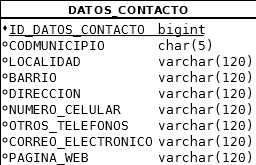 DATOS_CONTACTO
ID_DATOS_CONTACTO bigint
CODMUNICIPIO char(5)
LOCALIDAD varchar(120)
BARRIO varchar(120)
DIRECCION varchar(120)
NUMERO_CELULAR varchar(120)
OTROS_TELEFONOS varchar(120)
CORREO_ELECTRONICO varchar(120)
PAGINA_WEB varchar(120)